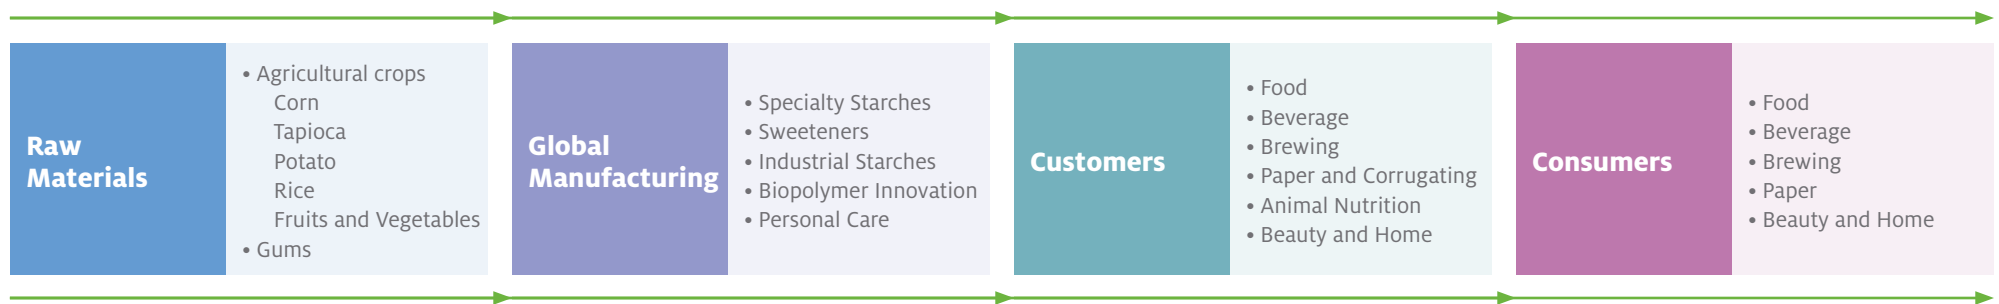 Raw
Materials
• Agricultural crops
Corn
Tapioca
Potato
Rice
Fruits and Vegetables
• Gums
Global
Manufacturing
• Specialty Starches
• Sweeteners
• Industrial Starches
• Biopolymer Innovation
• Personal Care
Customers
• Food
• Beverage
• Brewing
• Paper and Corrugating
• Animal Nutrition
• Beauty and Home
Consumers
• Food
• Beverage
• Brewing
• Paper
• Beauty and Home